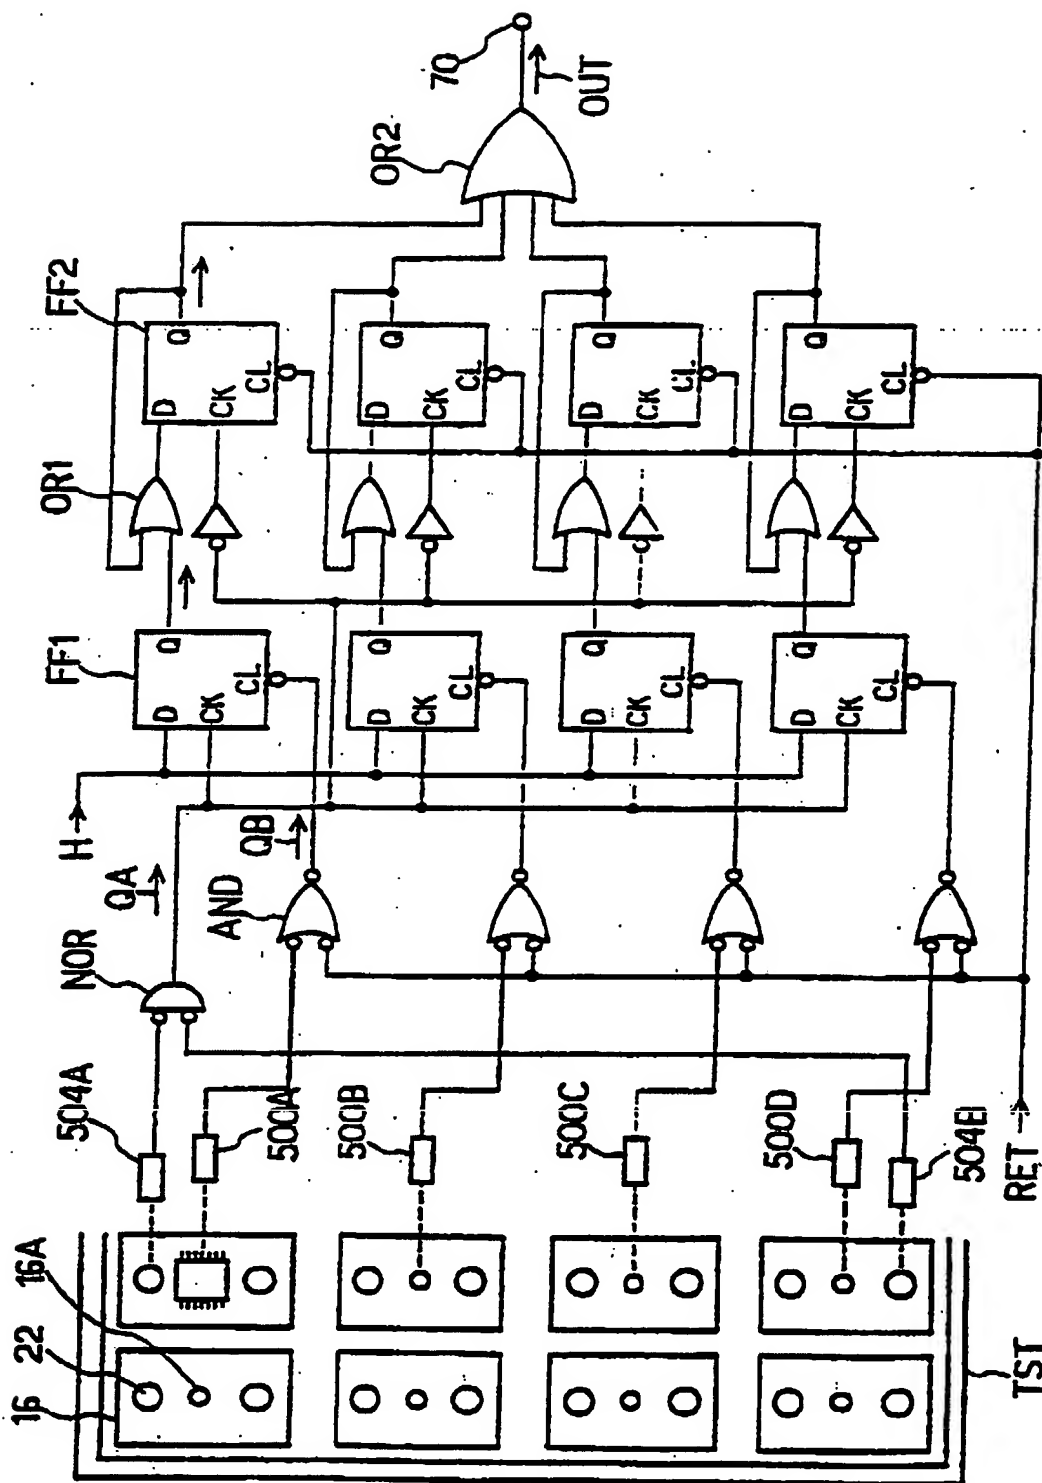 70
OUT
OR2
FF2
Q
D
CK
CL
Q
D
CK
CL
Q
D
CK
CL
Q
D
CK
CL
OR1
FF1
Q
D
CK
CL
Q
D
CK
CL
Q
D
CK
CL
Q
D
CK
CL
H
QA
QB
NOR
AND
504A
500A
500B
500C
500D
504B
RET
16
22
16A
TST